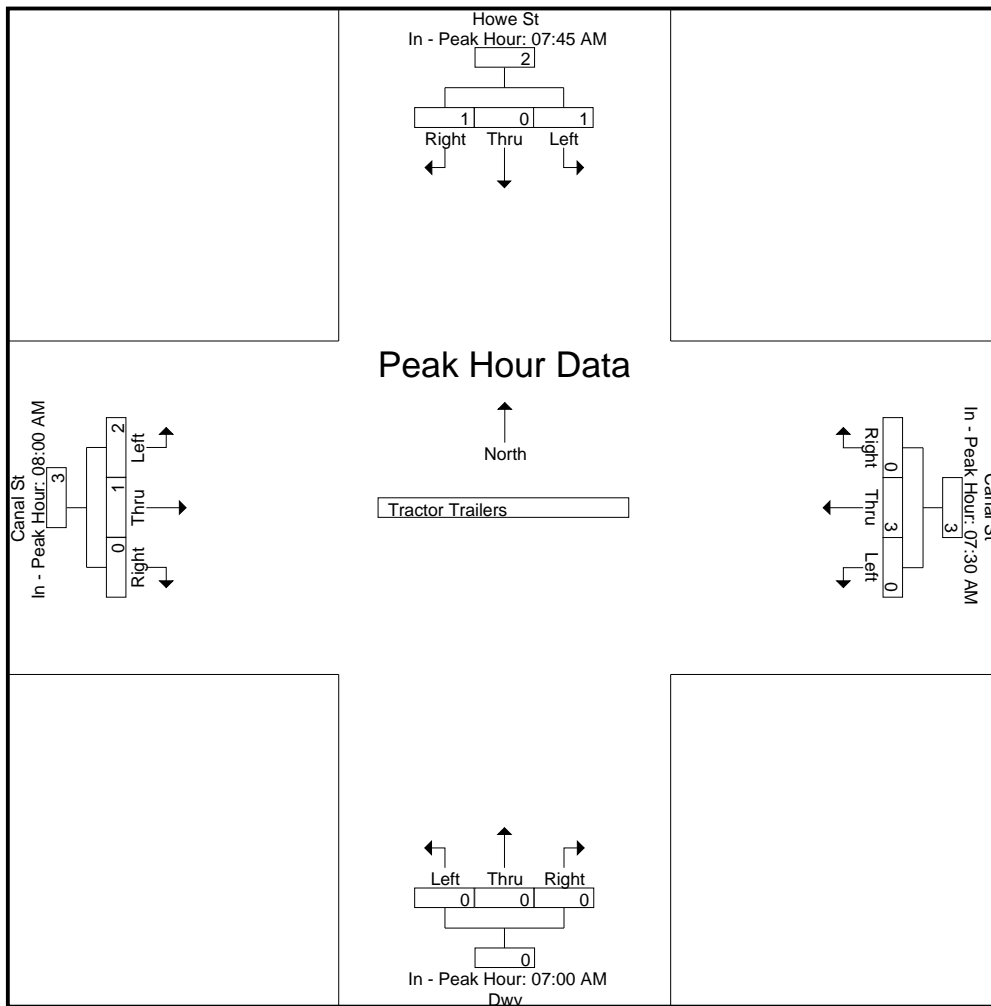 Howe St
In - Peak Hour: 07:45 AM
2
1 0 1
Right Thru Left
Peak Hour Data
North
Tractor Trailers
Canal St
In - Peak Hour: 08:00 AM
3
2 1 0
Left Thru Right
Canal St
In - Peak Hour: 07:30 AM
3
0 3 0
Right Thru Left
Left Thru Right
0 0 0
0
In - Peak Hour: 07:00 AM
Dwy